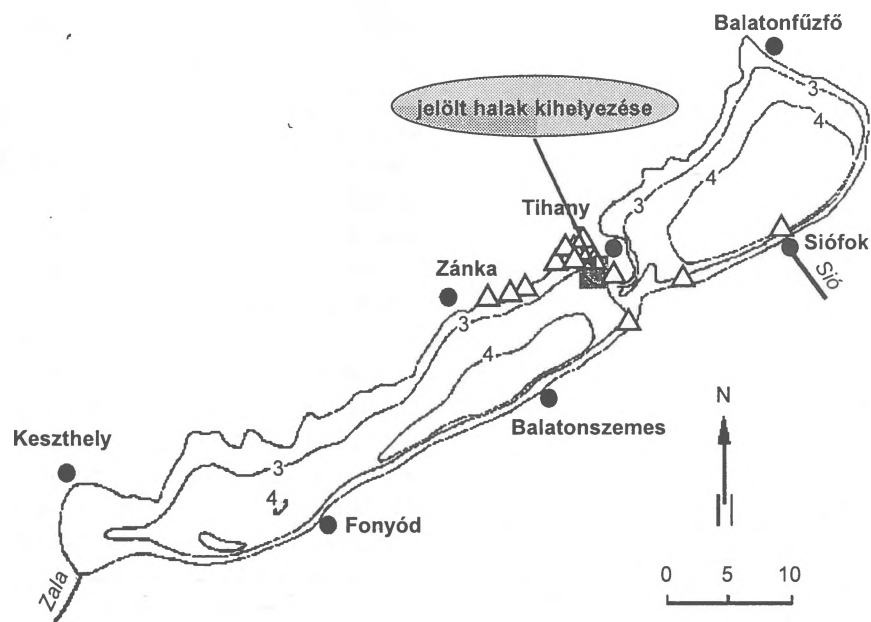 Balatonfűzfő
3
jelölt halak kihelyezése
4
4
3
Tihany
Siófok
Sió
Zánka
3
4
N
Balatonszemes
Keszthely
3
4
Fonyód
Zala
0 5 10